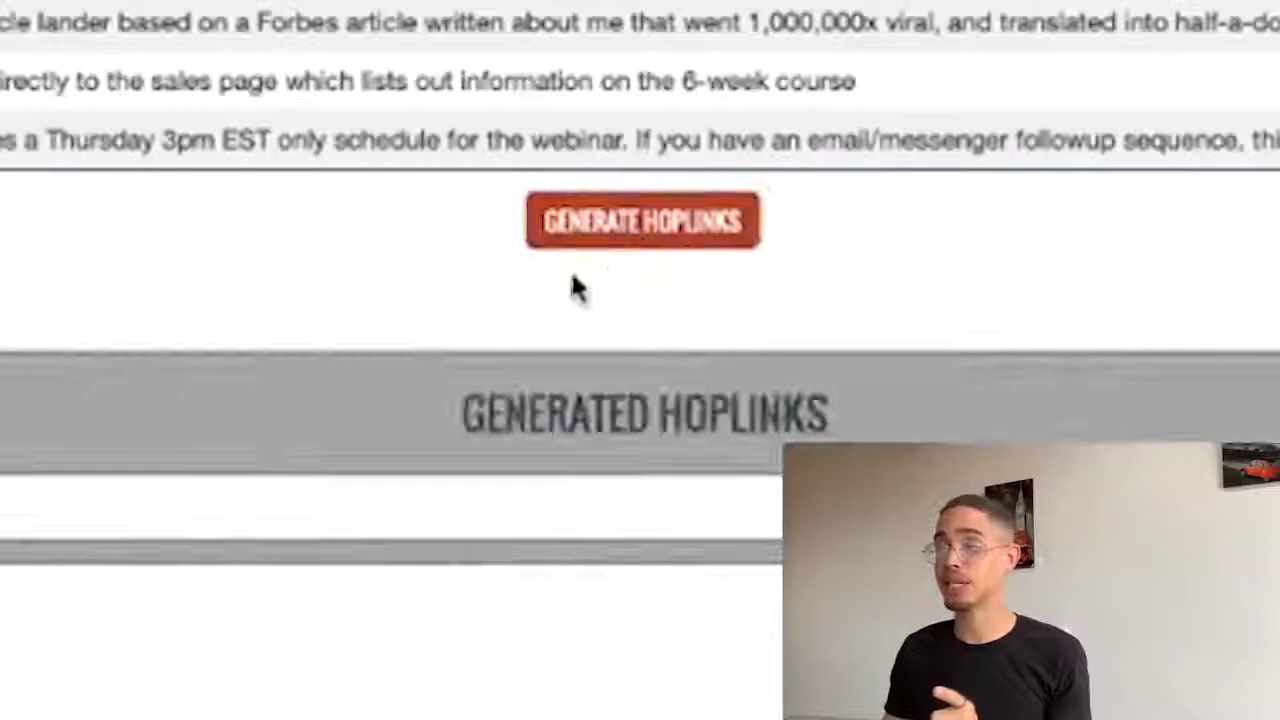 cle lander based on a Forbes article written about me that went 1,000,000x viral, and translated into half-a-do
irectly to the sales page which lists out information on the 6-week course
es a Thursday 3pm EST only schedule for the webinar. If you have an email/messenger followup sequence, thi
GENERATE HOPLINKS
GENERATED HOPLINKS